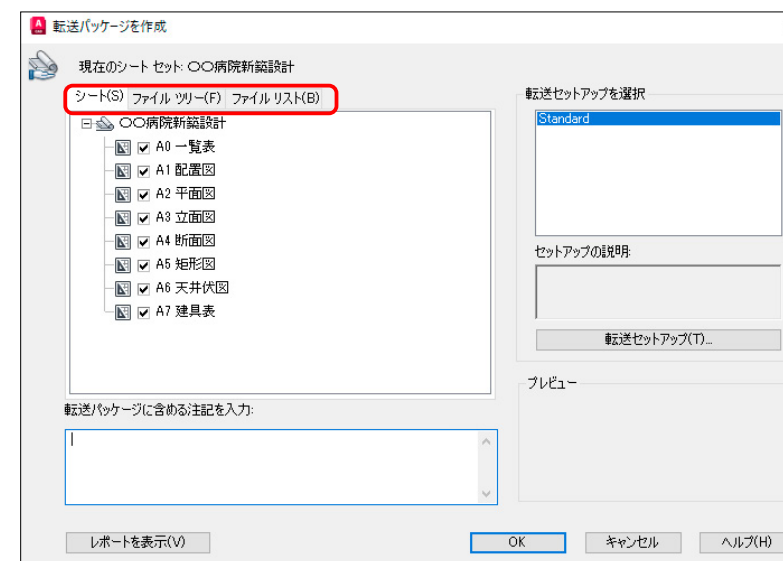 転送パッケージを作成
現在のシート セット: 〇〇病院新築設計
シート(S) ファイル ツリー(F) ファイル リスト(B)
〇〇病院新築設計
A0 一覧表
A1 配置図
A2 平面図
A3 立面図
A4 断面図
A5 矩形図
A6 天井伏図
A7 建具表
転送パッケージに含める注記を入力:
レポートを表示(V)
転送セットアップを選択
Standard
セットアップの説明:
転送セットアップ(T)...
プレビュー
OK
キャンセル
ヘルプ(H)